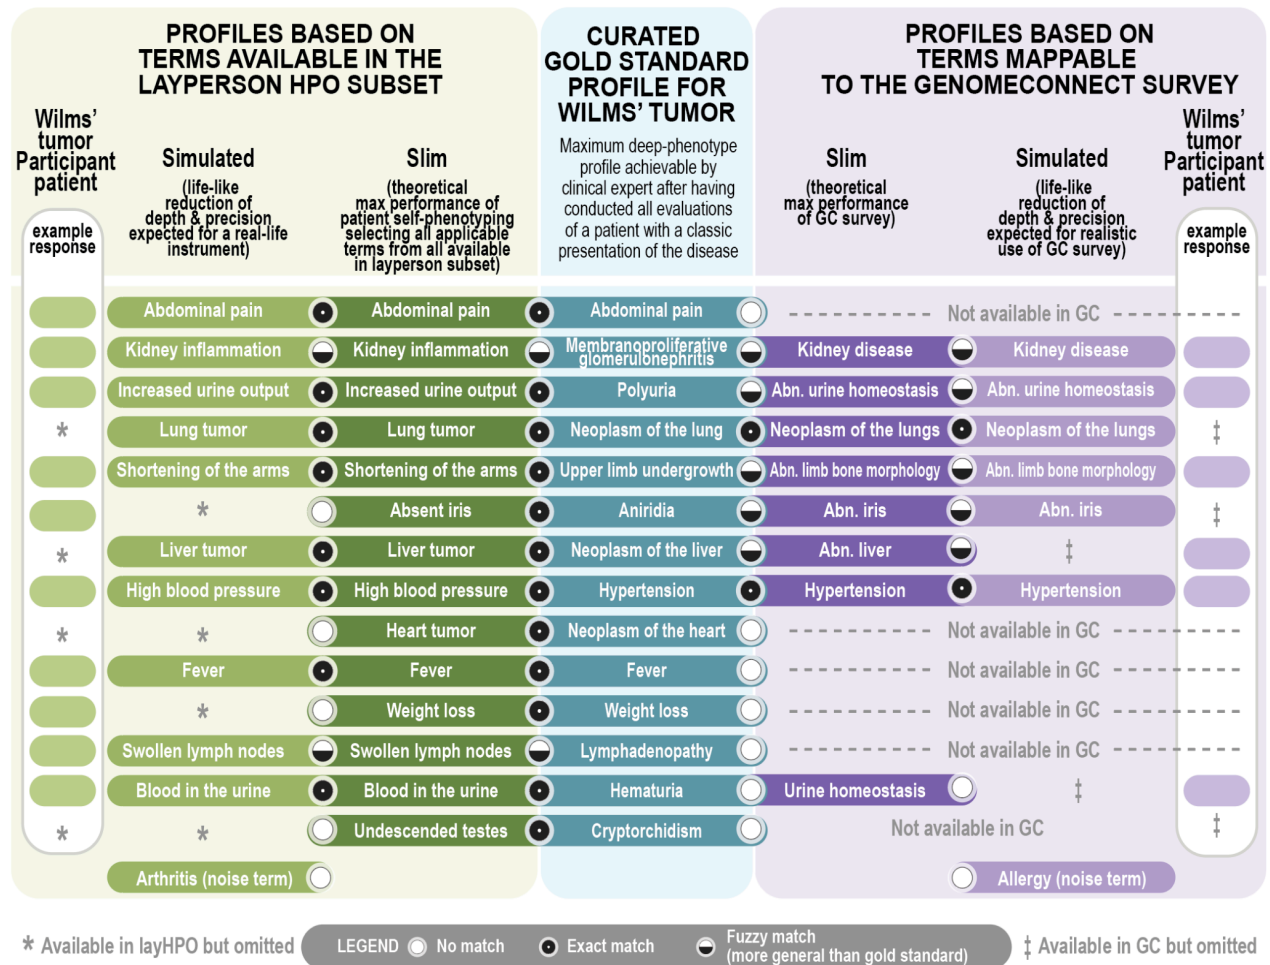 PROFILES BASED ON
TERMS AVAILABLE IN THE
LAYPERSON HPO SUBSET
CURATED
GOLD STANDARD
PROFILE FOR
WILMS’ TUMOR
PROFILES BASED ON
TERMS MAPPABLE
TO THE GENOMECONNECT SURVEY
Wilms’
tumor
Participant
patient
example
response
Simulated
(life-like
reduction of
depth & precision
expected for a real-life
instrument)
Slim
(theoretical
max performance of
patient self-phenotyping
selecting all applicable
terms from all available
in layperson subset)
Maximum deep-phenotype
profile achievable by
clinical expert after having
conducted all evaluations
of a patient with a classic
presentation of the disease
Slim
(theoretical
max performance
of GC survey)
Simulated
(life-like
reduction of
depth & precision
expected for realistic
use of GC survey)
Wilms’
tumor
Participant
patient
example
response
Abdominal pain Abdominal pain Abdominal pain Not available in GC
Kidney inflammation Kidney inflammation Membranoproliferative glomerulonephritis Kidney disease Kidney disease
Increased urine output Increased urine output Polyuria Abn. urine homeostasis Abn. urine homeostasis
* Lung tumor Lung tumor Neoplasm of the lung Neoplasm of the lungs Neoplasm of the lungs ‡
Shortening of the arms Shortening of the arms Upper limb undergrowth Abn. limb bone morphology Abn. limb bone morphology
* Absent iris Aniridia Abn. iris Abn. iris ‡
* Liver tumor Liver tumor Neoplasm of the liver Abn. liver ‡
High blood pressure High blood pressure Hypertension Hypertension Hypertension
* * Heart tumor Neoplasm of the heart Not available in GC
Fever Fever Fever Not available in GC
* Weight loss Weight loss Not available in GC
Swollen lymph nodes Swollen lymph nodes Lymphadenopathy Not available in GC
Blood in the urine Blood in the urine Hematuria Urine homeostasis ‡
* * Undescended testes Cryptorchidism Not available in GC ‡
Arthritis (noise term) Allergy (noise term)
* Available in layHPO but omitted
LEGEND No match Exact match Fuzzy match
(more general than gold standard)
‡ Available in GC but omitted